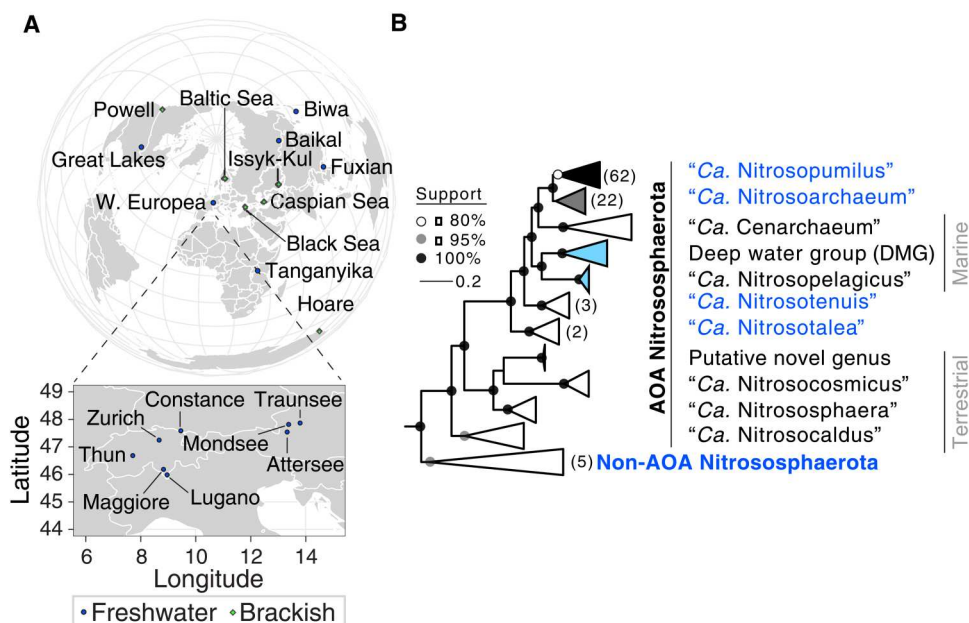 A
Powell
Baltic Sea
Biwa
Baikal
Great Lakes
Issyk-Kul
Fuxian
W. Europea
Caspian Sea
Black Sea
Tanganyika
Hoare
49
48
47
46
45
44
Latitude
Constance
Traunsee
Zurich
Mondsee
Thun
Attersee
Maggiore
Lugano
6 8 10 12 14
Longitude
Freshwater Brackish
B
Support
80%
95%
100%
0.2
(62)
(22)
(3)
(2)
(5)
AOA Nitrososphaerota
"Ca. Nitrosopumilus"
"Ca. Nitrosoarchaeum"
"Ca. Cenarchaeum"
Deep water group (DMG)
"Ca. Nitrosopelagicus"
"Ca. Nitrosotenuis"
"Ca. Nitrosotalea"
Putative novel genus
"Ca. Nitrosocosmicus"
"Ca. Nitrososphaera"
"Ca. Nitrosocaldus"
Non-AOA Nitrososphaerota
Marine
Terrestrial